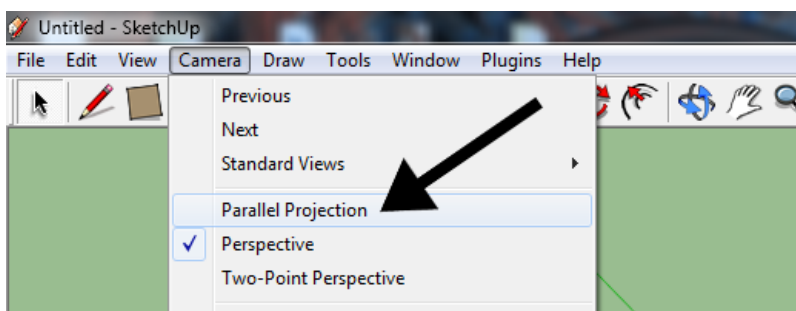 Untitled - SketchUp
File Edit View Camera Draw Tools Window Plugins Help
Previous
Next
Standard Views
Parallel Projection
Perspective
Two-Point Perspective